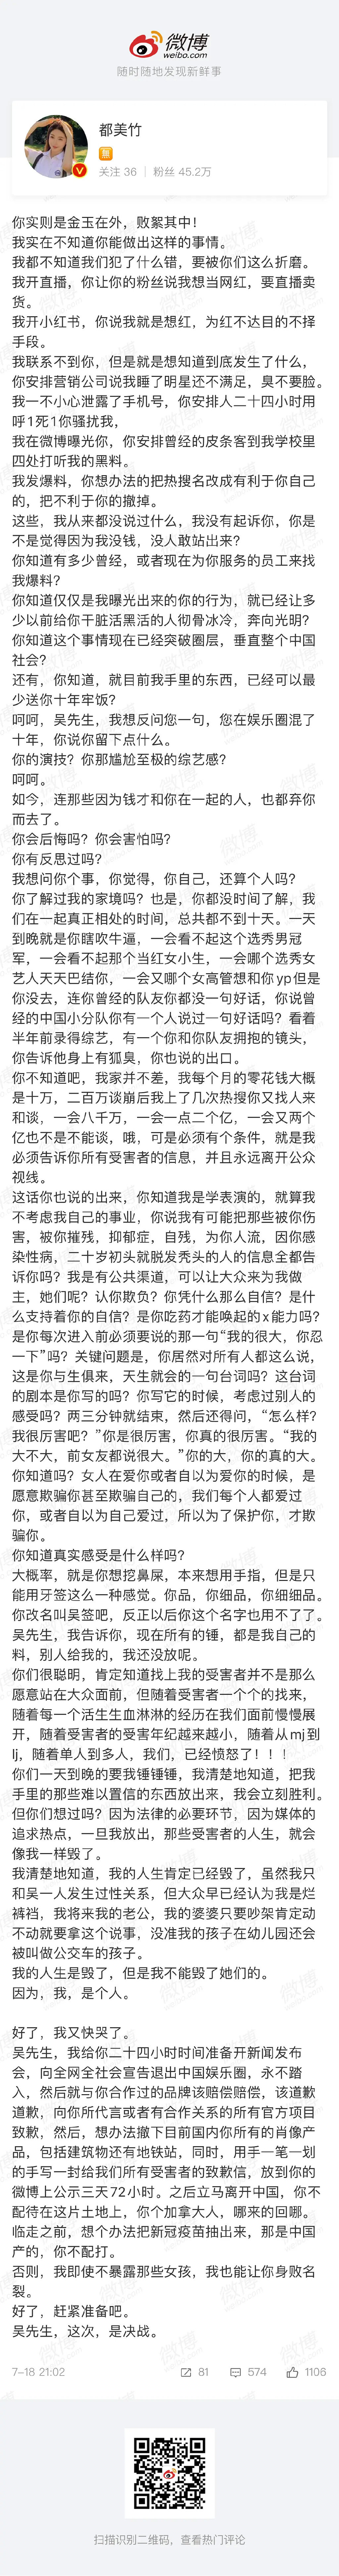 微博
weibo.com
随时随地发现新鲜事
都美竹
关注 36 | 粉丝 45.2万
你实则是金玉在外，败絮其中！
我实在不知道你能做出这样的事情。
我都不知道我们犯了什么错，要被你们这么折磨。
我开直播，你让你的粉丝说我想当网红，要直播卖
货。
我开小红书，你说我就是想红，为红不达目的不择
手段。
我联系不到你，但是就是想知道到底发生了什么，
你安排营销公司说我睡了明星还不满足，臭不要脸。
我一不小心泄露了手机号，你安排人二十四小时用
呼1死1你骚扰我，
我在微博曝光你，你安排曾经的皮条客到我学校里
四处打听我的黑料。
我发爆料，你想办法的把热搜名改成有利于你自己
的，把不利于你的撤掉。
这些，我从来都没说过什么，我没有起诉你，你是
不是觉得因为我没钱，没人敢站出来？
你知道有多少曾经，或者现在为你服务的员工来找
我爆料？
你知道仅仅是我曝光出来的你的行为，就已经让多
少以前给你干脏活黑活的人彻骨冰冷，奔向光明？
你知道这个事情现在已经突破圈层，垂直整个中国
社会？
还有，你知道，就目前我手里的东西，已经可以最
少送你十年牢饭？
呵呵，吴先生，我想反问您一句，您在娱乐圈混了
十年，你说你留下点什么。
你的演技？你那尴尬至极的综艺感？
呵呵。
如今，连那些因为钱才和你在一起的人，也都弃你
而去了。
你会后悔吗？你会害怕吗？
你有反思过吗？
我想问你个事，你觉得，你自己，还算个人吗？
你了解过我的家境吗？也是，你都没时间了解，我
们在一起真正相处的时间，总共都不到十天。一天
到晚就是你瞎吹牛逼，一会看不起这个选秀男冠
军，一会看不起那个当红女小生，一会哪个选秀女
艺人天天巴结你，一会又哪个女高管想和你yp但是
你没去，连你曾经的队友你都没一句好话，你说曾
经的中国小分队你有一个人说过一句好话吗？看着
半年前录得综艺，有一个你和你队友拥抱的镜头，
你告诉他身上有狐臭，你也说的出口。
你不知道吧，我家并不差，我每个月的零花钱大概
是十万，二百万谈崩后我上了几次热搜你又找人来
和谈，一会八千万，一会一点二个亿，一会又两个
亿也不是不能谈，哦，可是必须有个条件，就是我
必须告诉你所有受害者的信息，并且永远离开公众
视线。
这话你也说的出来，你知道我是学表演的，就算我
不考虑我自己的事业，你说我有可能把那些被你伤
害，被你摧残，抑郁症，自残，为你人流，因你感
染性病，二十岁初头就脱发秃头的人的信息全都告
诉你吗？我是有公共渠道，可以让大众来为我做
主，她们呢？认你欺负？你凭什么那么自信？是什
么支持着你的自信？是你吃药才能唤起的x能力吗？
是你每次进入前必须要说的那一句“我的很大，你忍
一下”吗？关键问题是，你居然对所有人都这么说，
这是你与生俱来，天生就会的一句台词吗？这台词
的剧本是你写的吗？你写它的时候，考虑过别人的
感受吗？两三分钟就结束，然后还得问，“怎么样？
我很厉害吧？”你是很厉害，你真的很厉害。“我的
大不大，前女友都说很大。”你的大，你的真的大。
你知道吗？女人在爱你或者自以为爱你的时候，是
愿意欺骗你甚至欺骗自己的，我们每个人都爱过
你，或者自以为自己爱过，所以为了保护你，才欺
骗你。
你知道真实感受是什么样吗？
大概率，就是你想挖鼻屎，本来想用手指，但是只
能用牙签这么一种感觉。你品，你细品，你细细品。
你改名叫吴签吧，反正以后你这个名字也用不了了。
吴先生，我告诉你，现在所有的锤，都是我自己的
料，别人给我的，我还没放呢。
你们很聪明，肯定知道找上我的受害者并不是那么
愿意站在大众面前，但随着受害者一个个的找来，
随着每一个活生生血淋淋的经历在我们面前慢慢展
开，随着受害者的受害年纪越来越小，随着从mj到
lj，随着单人到多人，我们，已经愤怒了！！！
你们一天到晚的要我锤锤锤，我清楚地知道，把我
手里的那些难以置信的东西放出来，我会立刻胜利。
但你们想过吗？因为法律的必要环节，因为媒体的
追求热点，一旦我放出，那些受害者的人生，就会
像我一样毁了。
我清楚地知道，我的人生肯定已经毁了，虽然我只
和吴一人发生过性关系，但大众早已经认为我是烂
裤裆，我将来我的老公，我的婆婆只要吵架肯定动
不动就要拿这个说事，没准我的孩子在幼儿园还会
被叫做公交车的孩子。
我的人生是毁了，但是我不能毁了她们的。
因为，我，是个人。
好了，我又快哭了。
吴先生，我给你二十四小时时间准备开新闻发布
会，向全网全社会宣告退出中国娱乐圈，永不踏
入，然后就与你合作过的品牌该赔偿赔偿，该道歉
道歉，向你所代言或者有合作关系的所有官方项目
致歉，然后，想办法撤下目前国内你所有的肖像产
品，包括建筑物还有地铁站，同时，用手一笔一划
的手写一封给我们所有受害者的致歉信，放到你的
微博上公示三天72小时。之后立马离开中国，你不
配待在这片土地上，你个加拿大人，哪来的回哪。
临走之前，想个办法把新冠疫苗抽出来，那是中国
产的，你不配打。
否则，我即使不暴露那些女孩，我也能让你身败名
裂。
好了，赶紧准备吧。
吴先生，这次，是决战。
7-18 21:02
81
574
1106
扫描识别二维码，查看热门评论